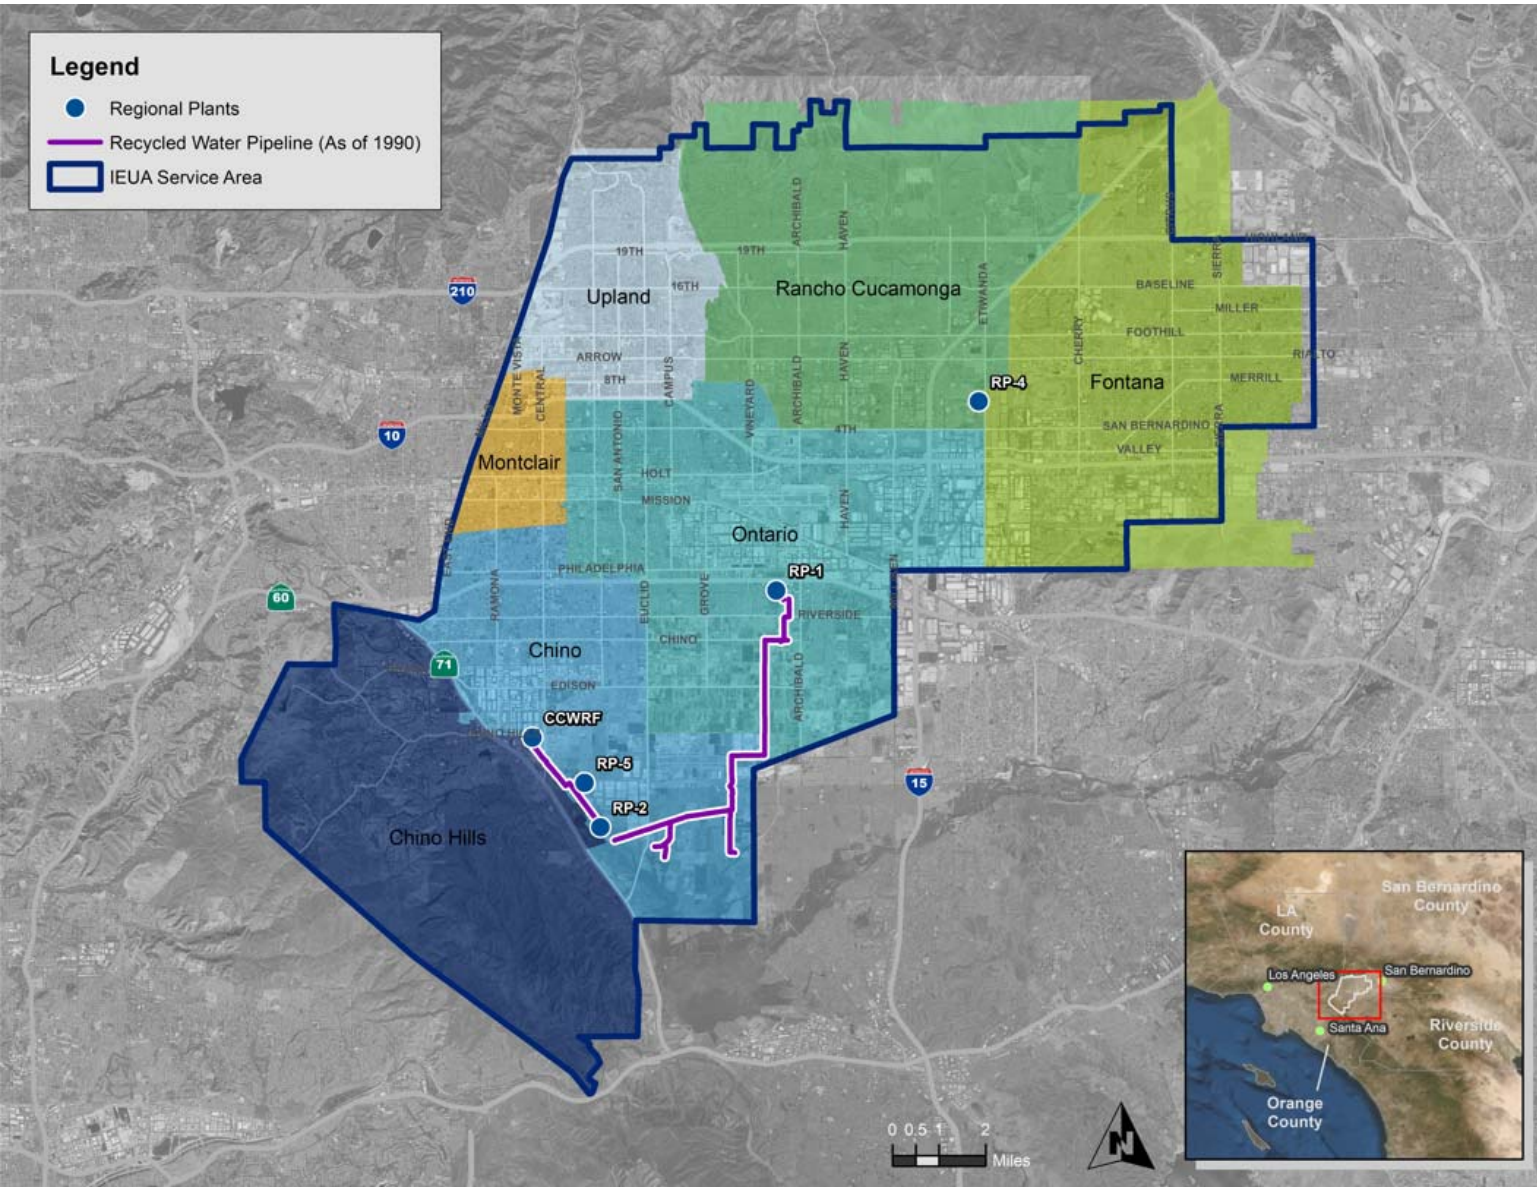 Legend
Regional Plants
Recycled Water Pipeline (As of 1990)
IEUA Service Area
210
10
60
71
15
19TH
19TH
16TH
Upland
ARROW
8TH
MONTE VISTA
CENTRAL
CAMPUS
VINEYARD
ARCHIBALD
HAVEN
Rancho Cucamonga
ETIWANDA
ARCHIBALD
HAVEN
4TH
RP-4
HIGHLAND
SIERRA
BASELINE
MILLER
FOOTHILL
CHERRY
RIALTO
Fontana
MERRILL
SAN BERNARDINO
SIERRA
VALLEY
Montclair
SAN ANTONIO
HOLT
MISSION
HAVEN
Ontario
EAST END
PHILADELPHIA
RP-1
RAMONA
EUCLID
GROVE
RIVERSIDE
CHINO
Chino
EDISON
ARCHIBALD
CCWRF
RP-5
RP-2
Chino Hills
0 0.5 1 2
Miles
N
San Bernardino
County
LA
County
Los Angeles
San Bernardino
Santa Ana
Riverside
County
Orange
County